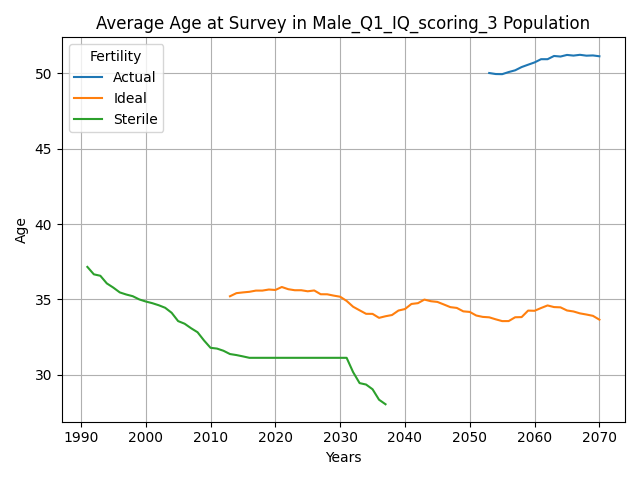 Average Age at Survey in Male_Q1_IQ_scoring_3 Population
Fertility
Actual
Ideal
Sterile
50
45
40
35
30
Age
1990 2000 2010 2020 2030 2040 2050 2060 2070
Years